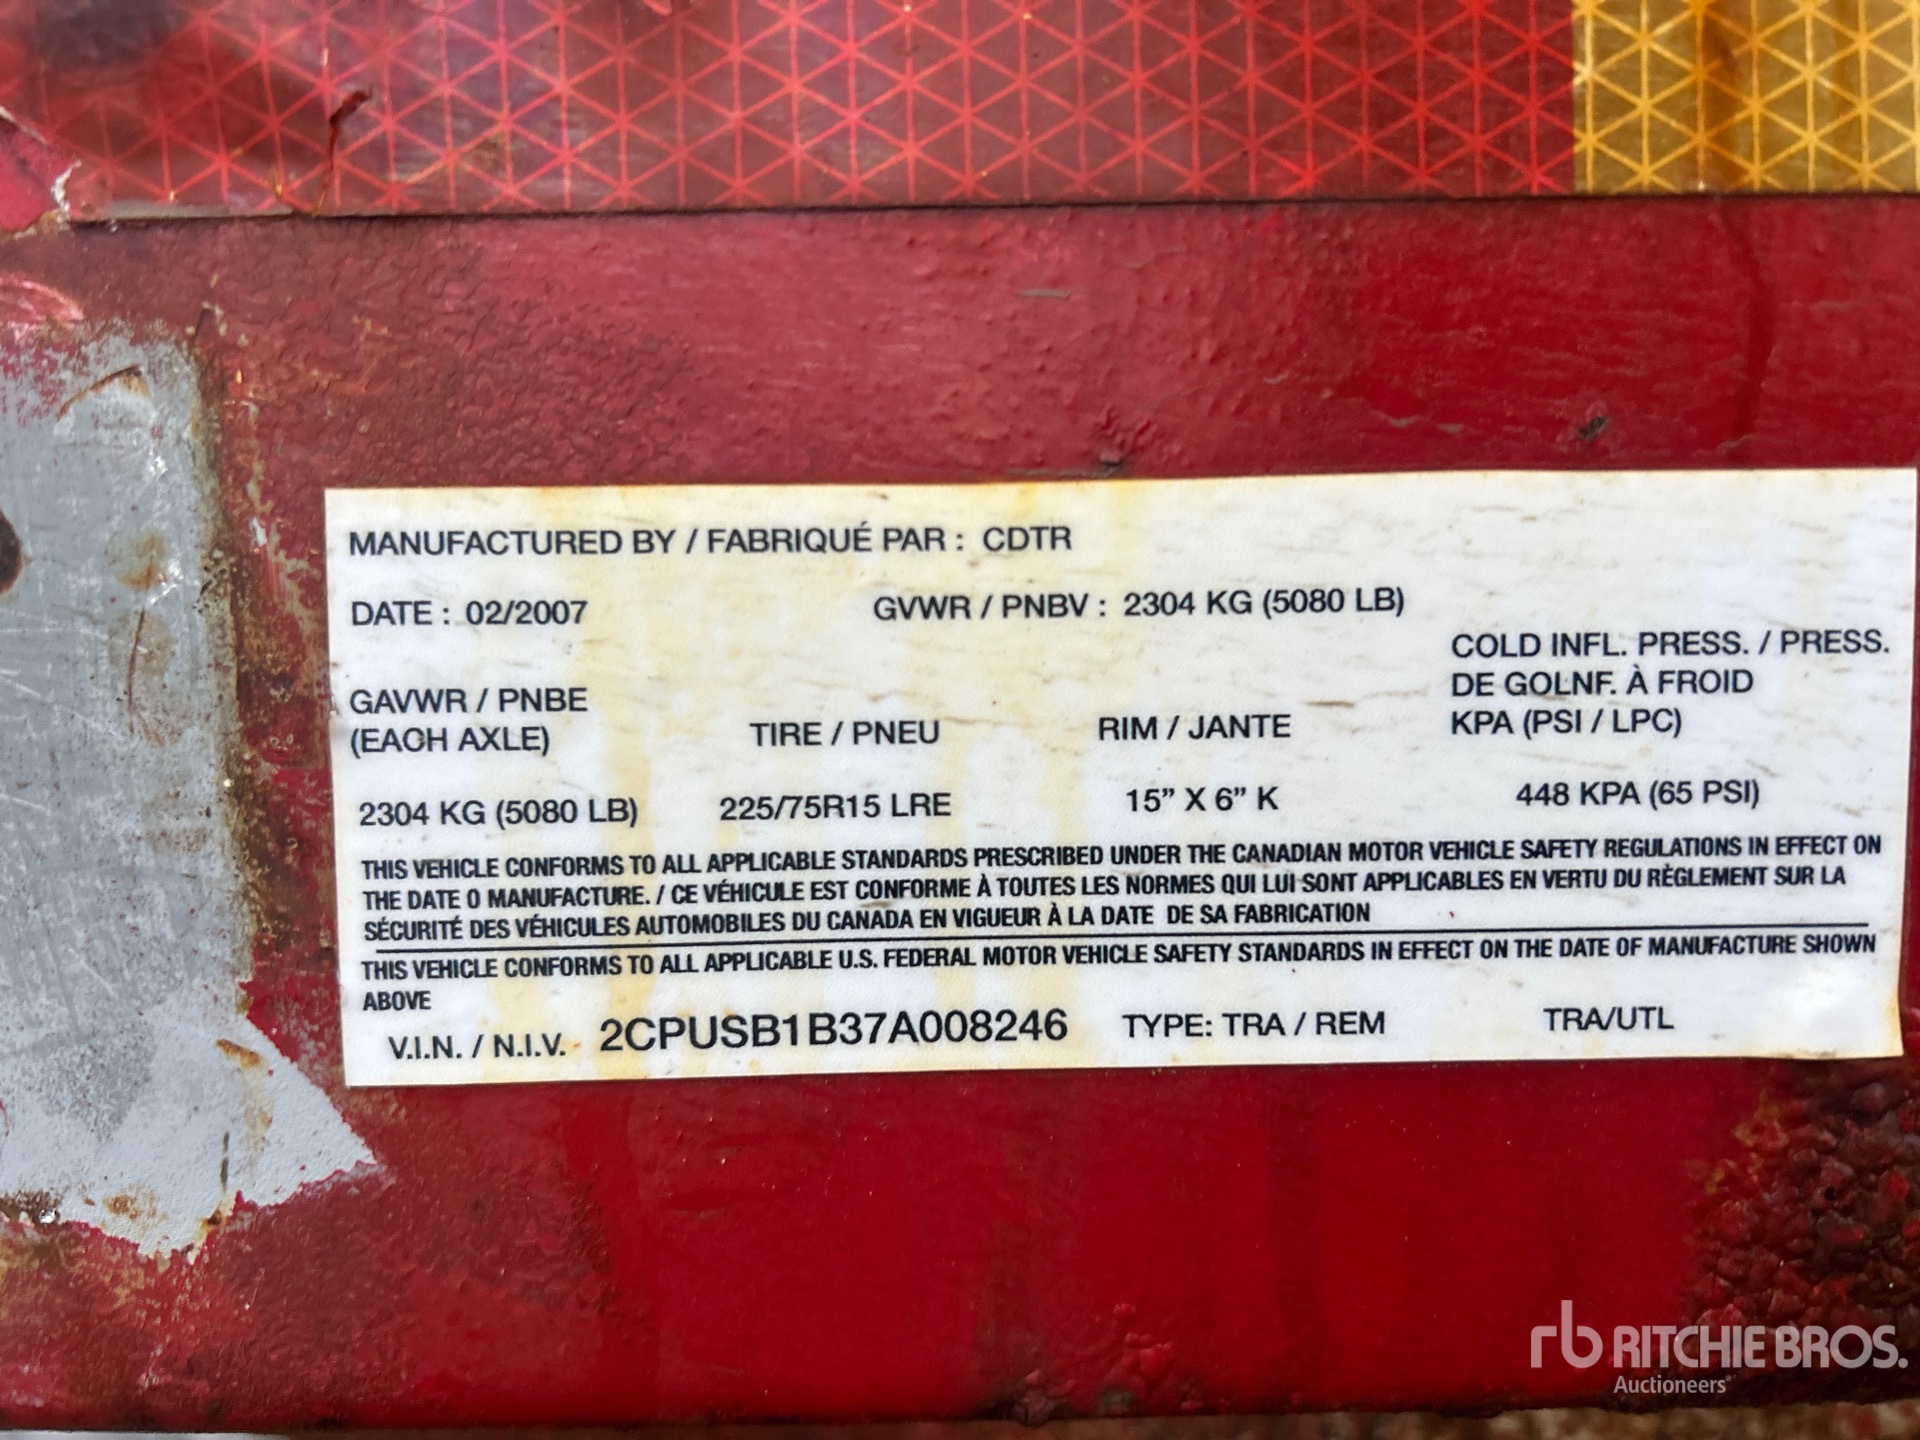 MANUFACTURED BY / FABRIQUÉ PAR : CDTR
DATE : 02/2007
GVWR / PNBV : 2304 KG (5080 LB)
GAVWR / PNBE
(EACH AXLE)
TIRE / PNEU
RIM / JANTE
COLD INFL. PRESS. / PRESS.
DE GOLNF. À FROID
KPA (PSI / LPC)
2304 KG (5080 LB)
225/75R15 LRE
15” X 6” K
448 KPA (65 PSI)
THIS VEHICLE CONFORMS TO ALL APPLICABLE STANDARDS PRESCRIBED UNDER THE CANADIAN MOTOR VEHICLE SAFETY REGULATIONS IN EFFECT ON
THE DATE O MANUFACTURE. / CE VÉHICULE EST CONFORME À TOUTES LES NORMES QUI LUI SONT APPLICABLES EN VERTU DU RÈGLEMENT SUR LA
SÉCURITÉ DES VÉHICULES AUTOMOBILES DU CANADA EN VIGUEUR À LA DATE DE SA FABRICATION
THIS VEHICLE CONFORMS TO ALL APPLICABLE U.S. FEDERAL MOTOR VEHICLE SAFETY STANDARDS IN EFFECT ON THE DATE OF MANUFACTURE SHOWN
ABOVE
V.I.N. / N.I.V. 2CPUSB1B37A008246 TYPE: TRA / REM TRA/UTL
rb RITCHIE BROS.
Auctioneers